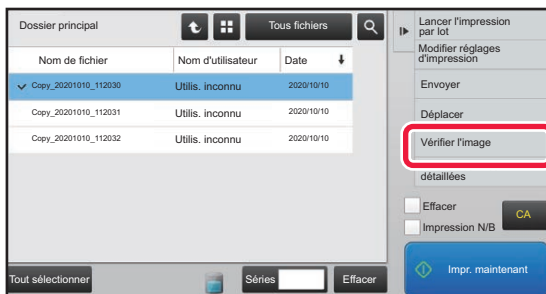 Dossier principal
Tous fichiers
Nom de fichier
Nom d'utilisateur
Date
Copy_20201010_112030
Utilis. inconnu
2020/10/10
Copy_20201010_112031
Utilis. inconnu
2020/10/10
Copy_20201010_112032
Utilis. inconnu
2020/10/10
Tout sélectionner
Séries
Effacer
Lancer l'impression
par lot
Modifier réglages
d'impression
Envoyer
Déplacer
Vérifier l'image
détaillées
Effacer
Impression N/B
CA
Impr. maintenant